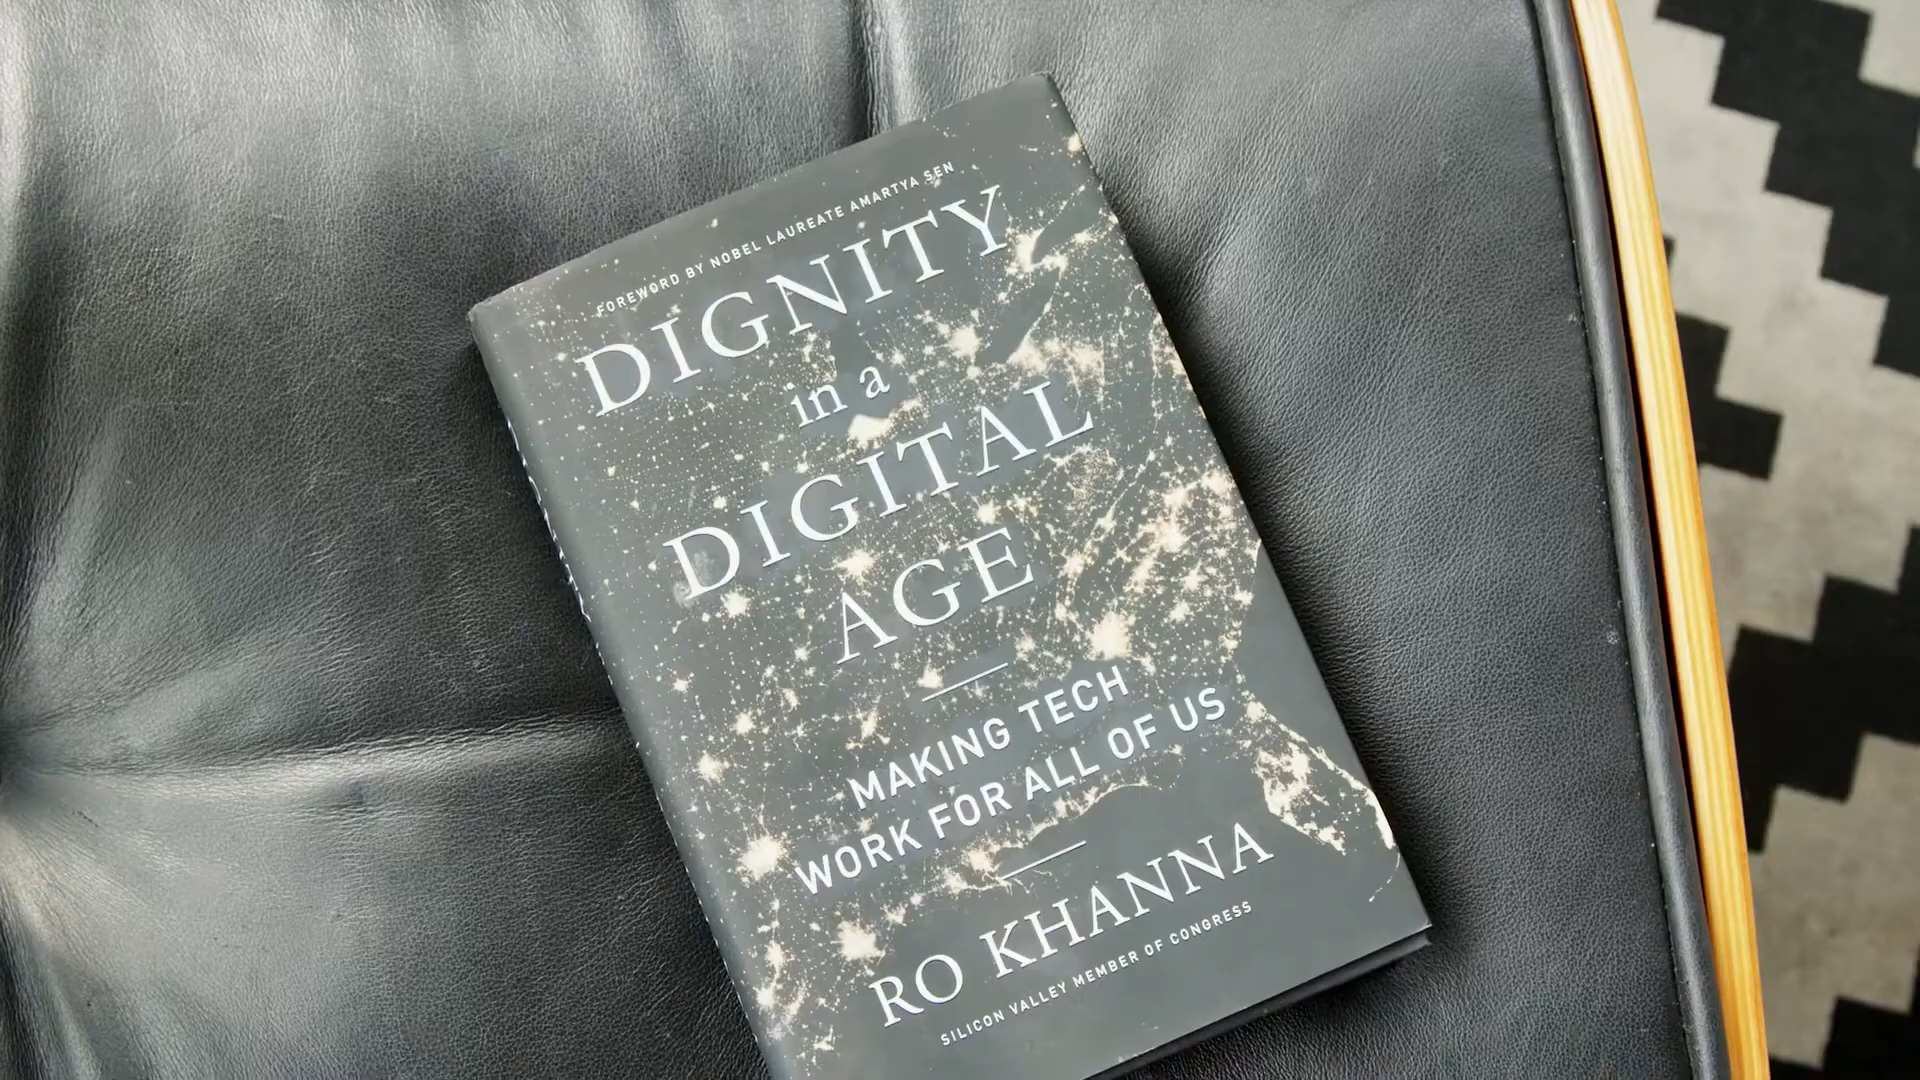 FOREWORD BY NOBEL LAUREATE AMARTYA SEN
DIGNITY
in a
DIGITAL
AGE
MAKING TECH
WORK FOR ALL OF US
RO KHANNA
SILICON VALLEY MEMBER OF CONGRESS